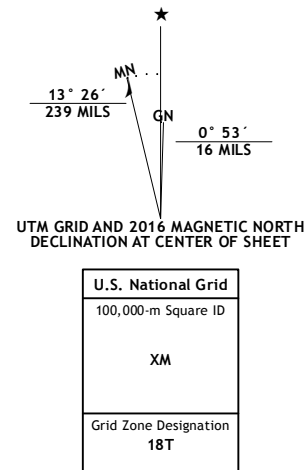 MN
13° 26´
239 MILS
GN
0° 53´
16 MILS
UTM GRID AND 2016 MAGNETIC NORTH
DECLINATION AT CENTER OF SHEET
U.S. National Grid
100,000-m Square ID
XM
Grid Zone Designation
18T